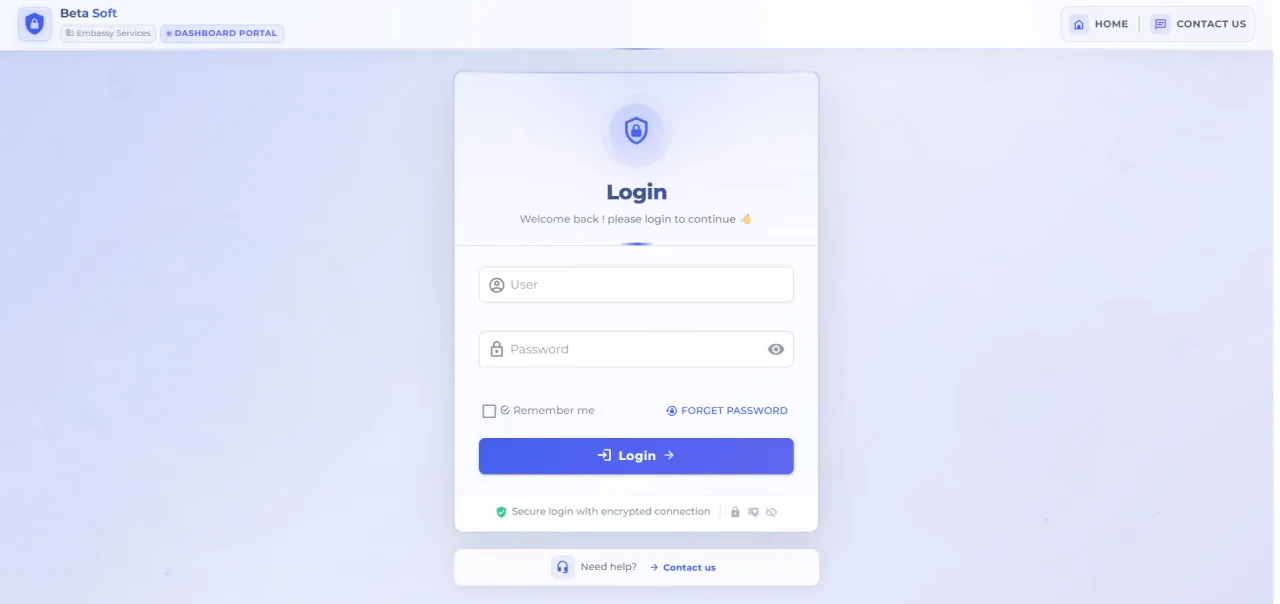 Beta Soft
Embassy Services DASHBOARD PORTAL
HOME CONTACT US
Login
Welcome back ! please login to continue
User
Password
Remember me FORGET PASSWORD
Login
Secure login with encrypted connection
Need help? Contact us